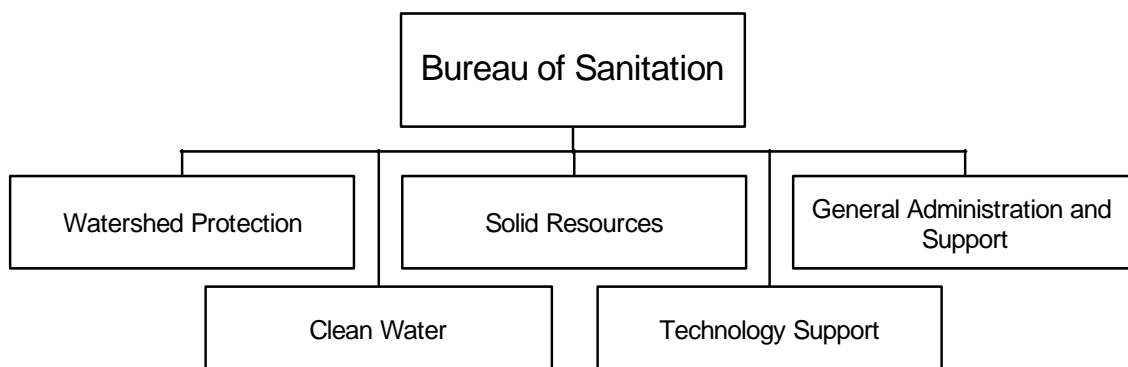 Bureau of Sanitation
Watershed Protection
Solid Resources
General Administration and
Support
Clean Water
Technology Support